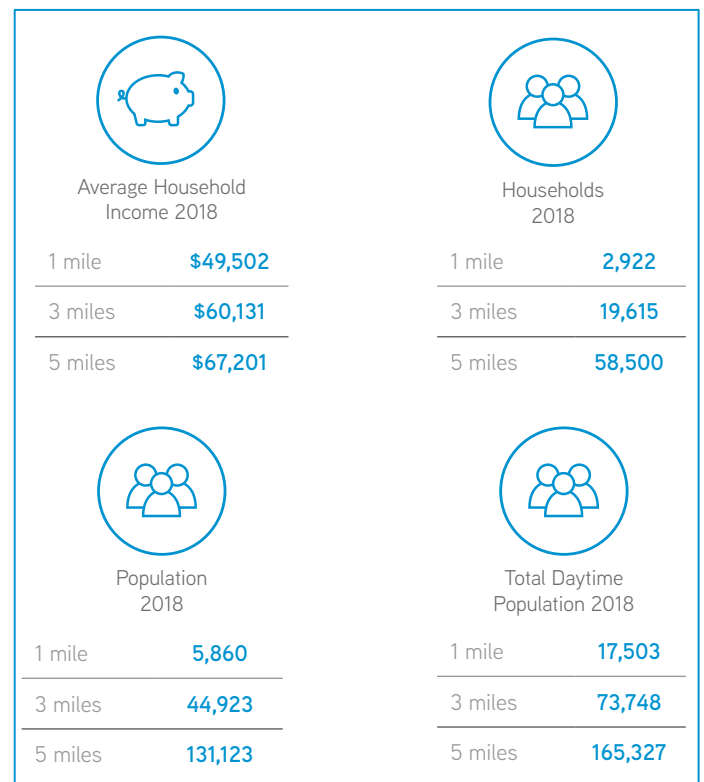 Average Household
Income 2018
1 mile $49,502
3 miles $60,131
5 miles $67,201
Households
2018
1 mile 2,922
3 miles 19,615
5 miles 58,500
Population
2018
1 mile 5,860
3 miles 44,923
5 miles 131,123
Total Daytime
Population 2018
1 mile 17,503
3 miles 73,748
5 miles 165,327